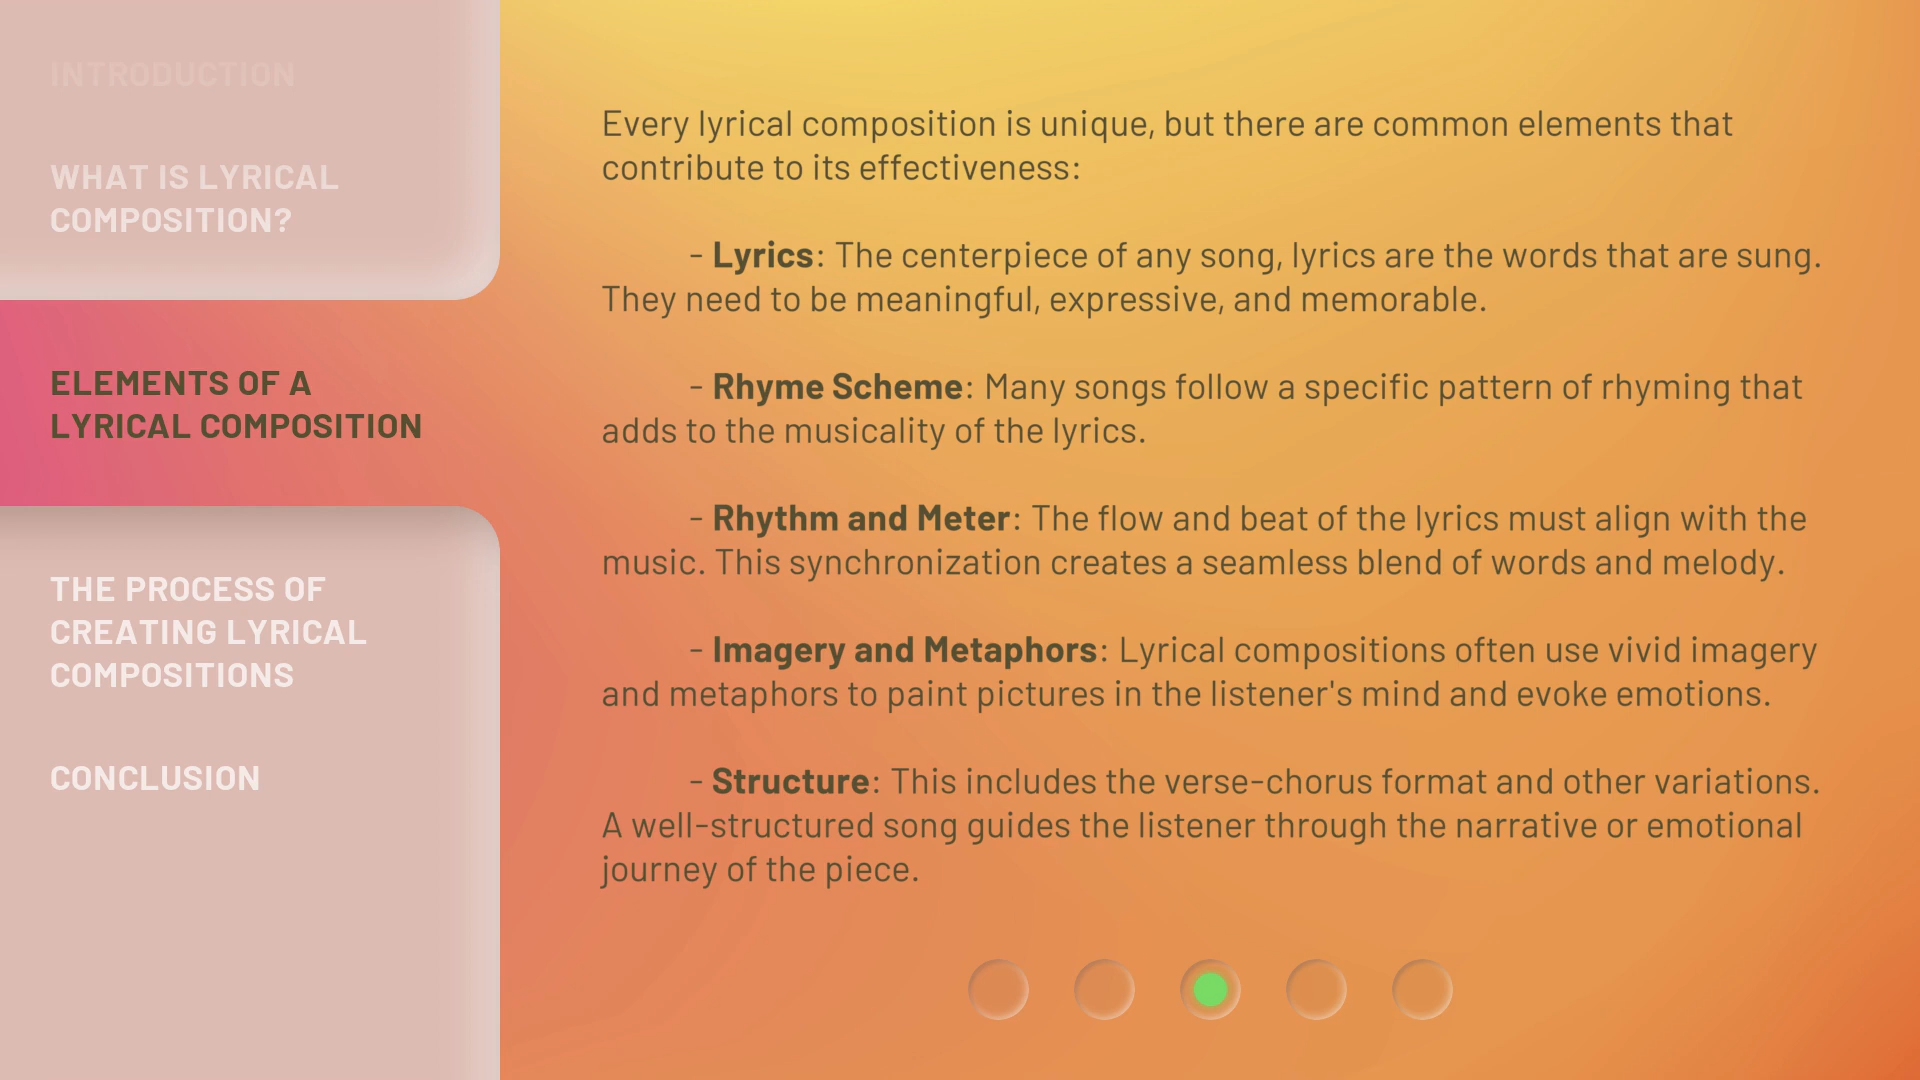 INTRODUCTION
WHAT IS LYRICAL
COMPOSITION?
ELEMENTS OF A
LYRICAL COMPOSITION
THE PROCESS OF
CREATING LYRICAL
COMPOSITIONS
CONCLUSION
Every lyrical composition is unique, but there are common elements that
contribute to its effectiveness:
- Lyrics: The centerpiece of any song, lyrics are the words that are sung.
They need to be meaningful, expressive, and memorable.
- Rhyme Scheme: Many songs follow a specific pattern of rhyming that
adds to the musicality of the lyrics.
- Rhythm and Meter: The flow and beat of the lyrics must align with the
music. This synchronization creates a seamless blend of words and melody.
- Imagery and Metaphors: Lyrical compositions often use vivid imagery
and metaphors to paint pictures in the listener's mind and evoke emotions.
- Structure: This includes the verse-chorus format and other variations.
A well-structured song guides the listener through the narrative or emotional
journey of the piece.